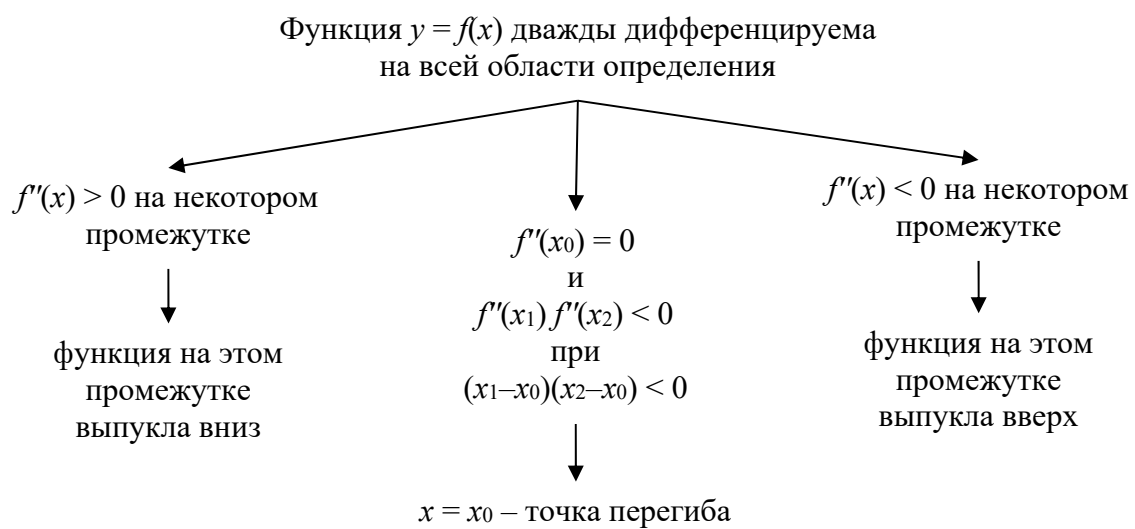 Функция y = f(x) дважды дифференцируема
на всей области определения
f''(x) > 0 на некотором
промежутке
функция на этом
промежутке
выпукла вниз
f''(x0) = 0
и
f''(x1) f''(x2) < 0
при
(x1–x0)(x2–x0) < 0
x = x0 – точка перегиба
f''(x) < 0 на некотором
промежутке
функция на этом
промежутке
выпукла вверх